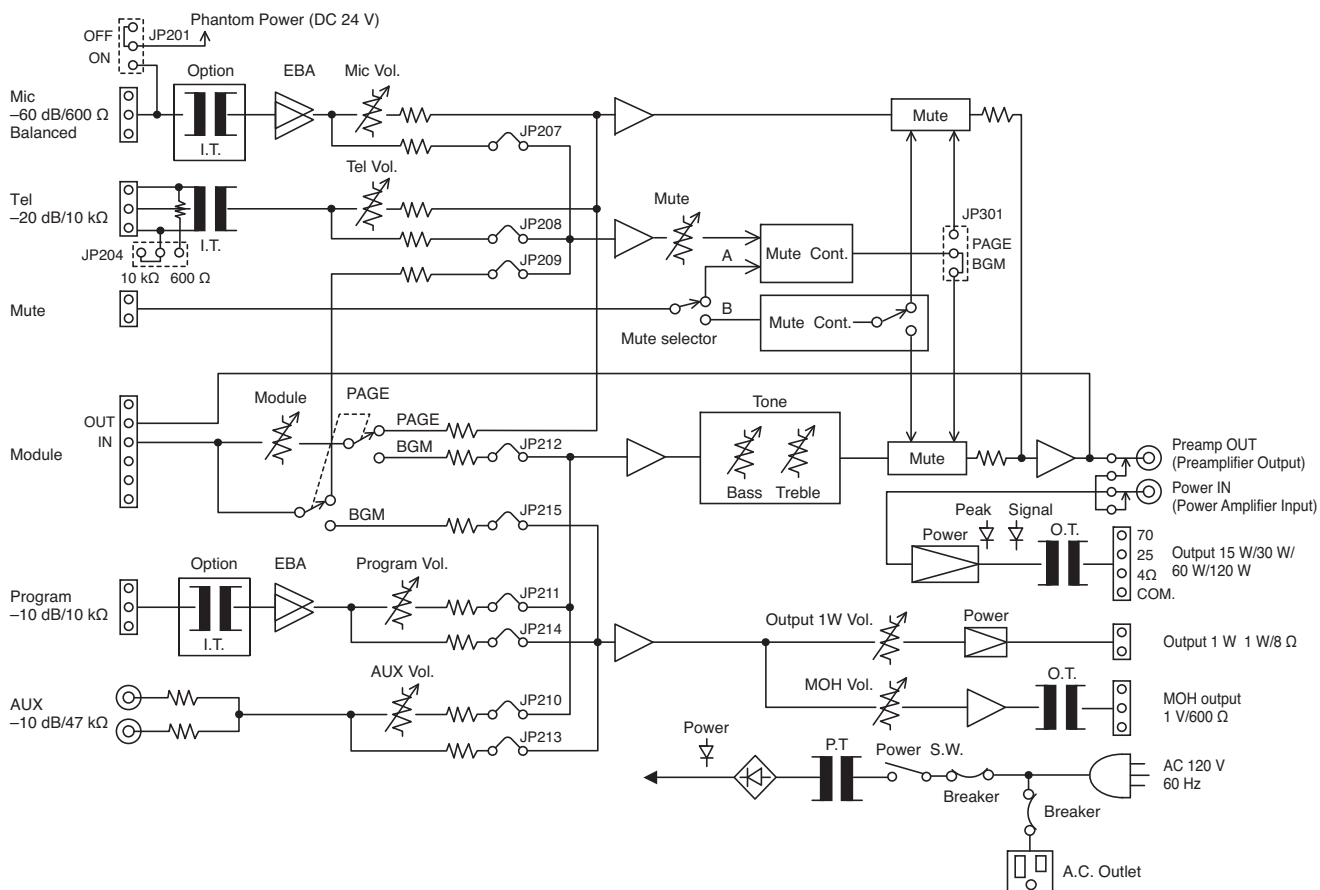 Phantom Power (DC 24 V)
OFF
JP201
ON
Option
EBA
Mic Vol.
Mic
–60 dB/600 Ω
Balanced
I.T.
Mute
JP207
Tel Vol.
Tel
–20 dB/10 kΩ
I.T.
JP204
10 kΩ
600 Ω
JP208
JP209
Mute
Mute Cont.
JP301
PAGE
BGM
A
B
Mute
Mute selector
Mute Cont.
Module
OUT
IN
Module
PAGE
PAGE
BGM
JP212
BGM
JP215
Tone
Bass
Treble
Mute
Preamp OUT
(Preamplifier Output)
Power IN
(Power Amplifier Input)
Peak
Signal
Power
O.T.
70
25
4Ω
COM.
Output 15 W/30 W/
60 W/120 W
Option
EBA
Program Vol.
Program
–10 dB/10 kΩ
I.T.
JP211
JP214
Output 1W Vol.
Power
Output 1 W 1 W/8 Ω
AUX
–10 dB/47 kΩ
AUX Vol.
JP210
JP213
MOH Vol.
O.T.
MOH output
1 V/600 Ω
Power
P.T
Power S.W.
Breaker
AC 120 V
60 Hz
Breaker
A.C. Outlet